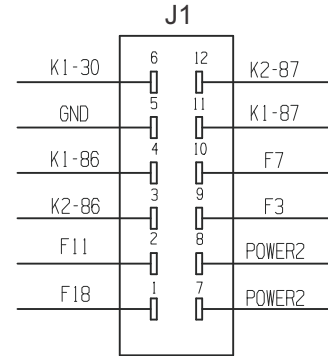 J1
K1-30 6 12 K2-87
GND 5 11 K1-87
K1-86 4 10 F7
K2-86 3 9 F3
F11 2 8 POWER2
F18 1 7 POWER2